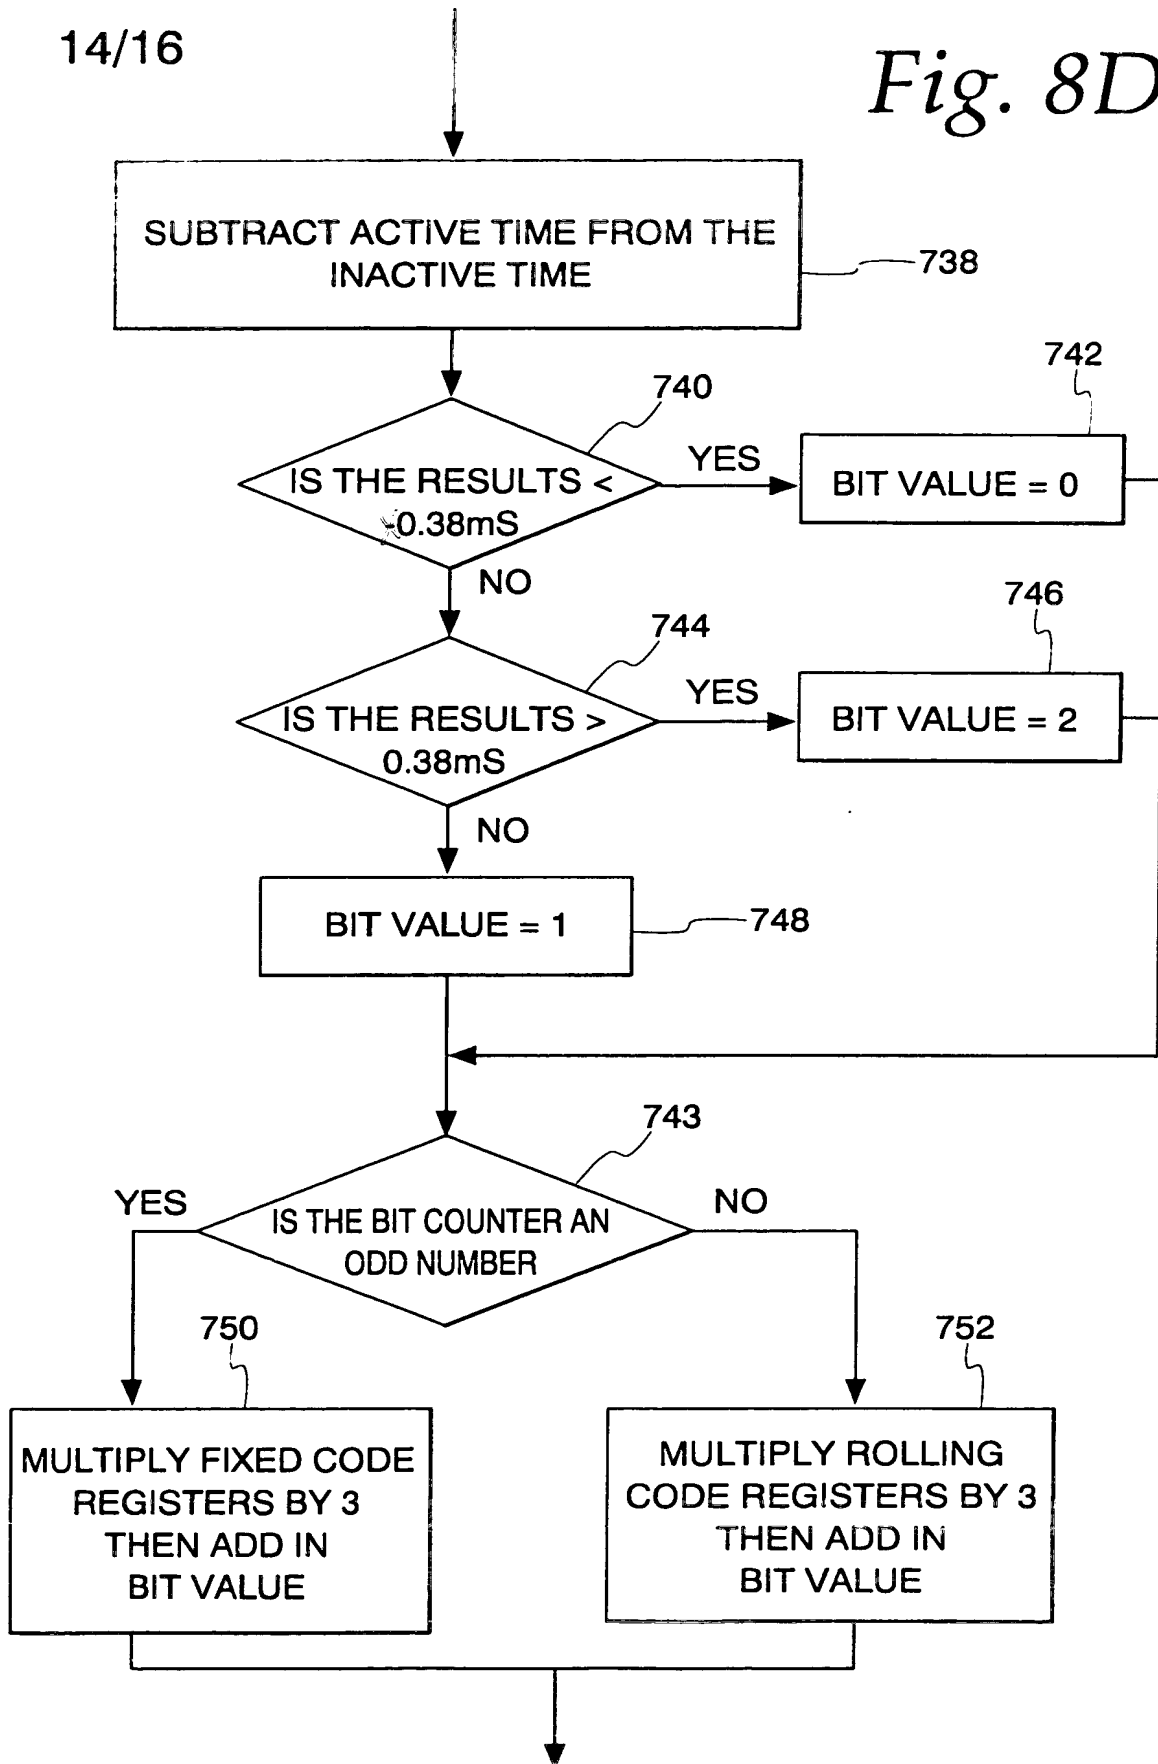 14/16
Fig. 8D
SUBTRACT ACTIVE TIME FROM THE
INACTIVE TIME
738
740
742
IS THE RESULTS <
0.38mS
YES
BIT VALUE = 0
NO
744
746
IS THE RESULTS >
0.38mS
YES
BIT VALUE = 2
NO
BIT VALUE = 1
748
743
YES
IS THE BIT COUNTER AN
ODD NUMBER
NO
750
752
MULTIPLY FIXED CODE
REGISTERS BY 3
THEN ADD IN
BIT VALUE
MULTIPLY ROLLING
CODE REGISTERS BY 3
THEN ADD IN
BIT VALUE